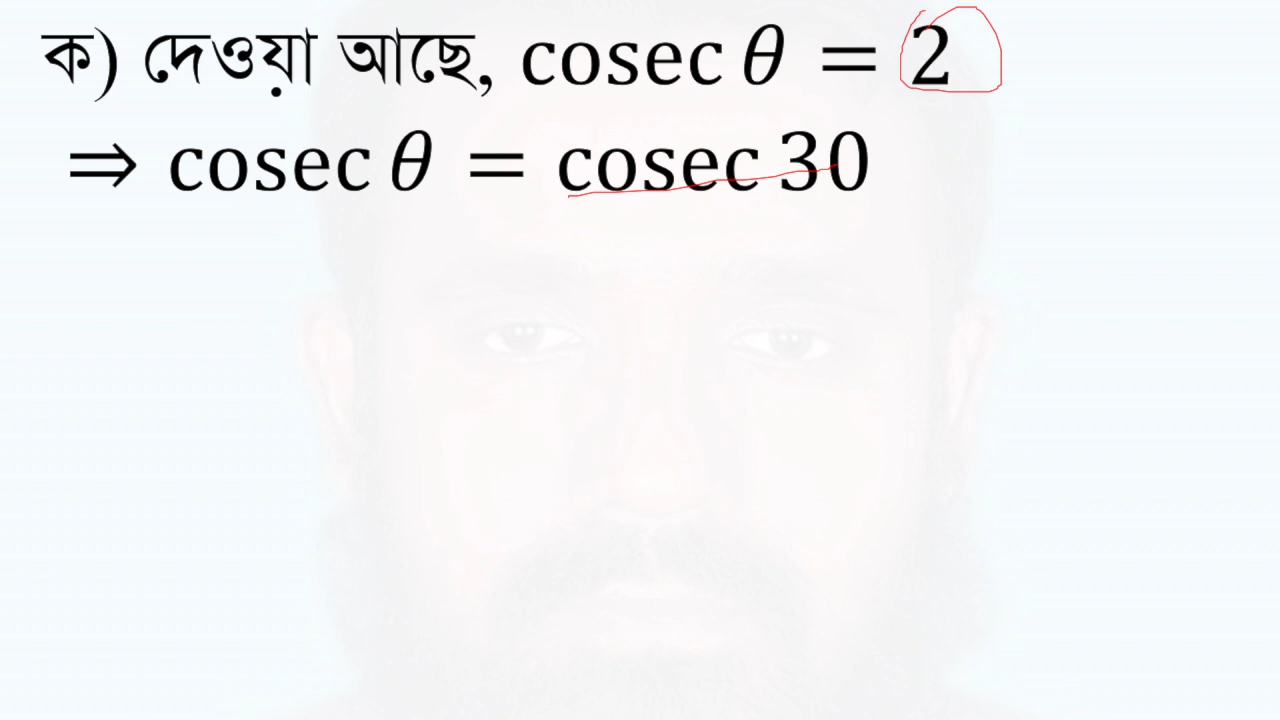 ক) দেওয়া আছে, cosec θ = 2
⇒ cosec θ = cosec 30